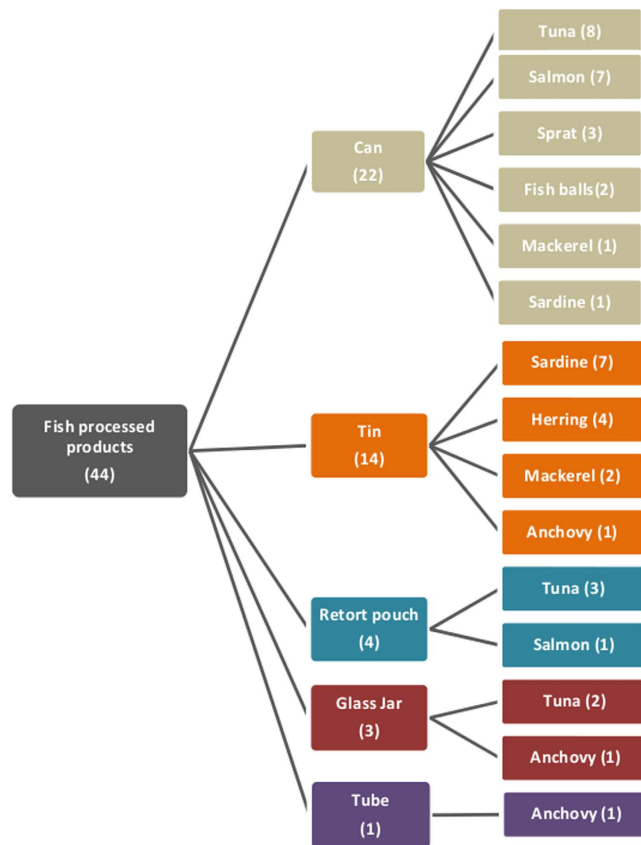 Fish processed
products
(44)
Can
(22)
Tuna (8)
Salmon (7)
Sprat (3)
Fish balls(2)
Mackerel (1)
Sardine (1)
Tin
(14)
Sardine (7)
Herring (4)
Mackerel (2)
Anchovy (1)
Retort pouch
(4)
Tuna (3)
Salmon (1)
Glass Jar
(3)
Tuna (2)
Anchovy (1)
Tube
(1)
Anchovy (1)